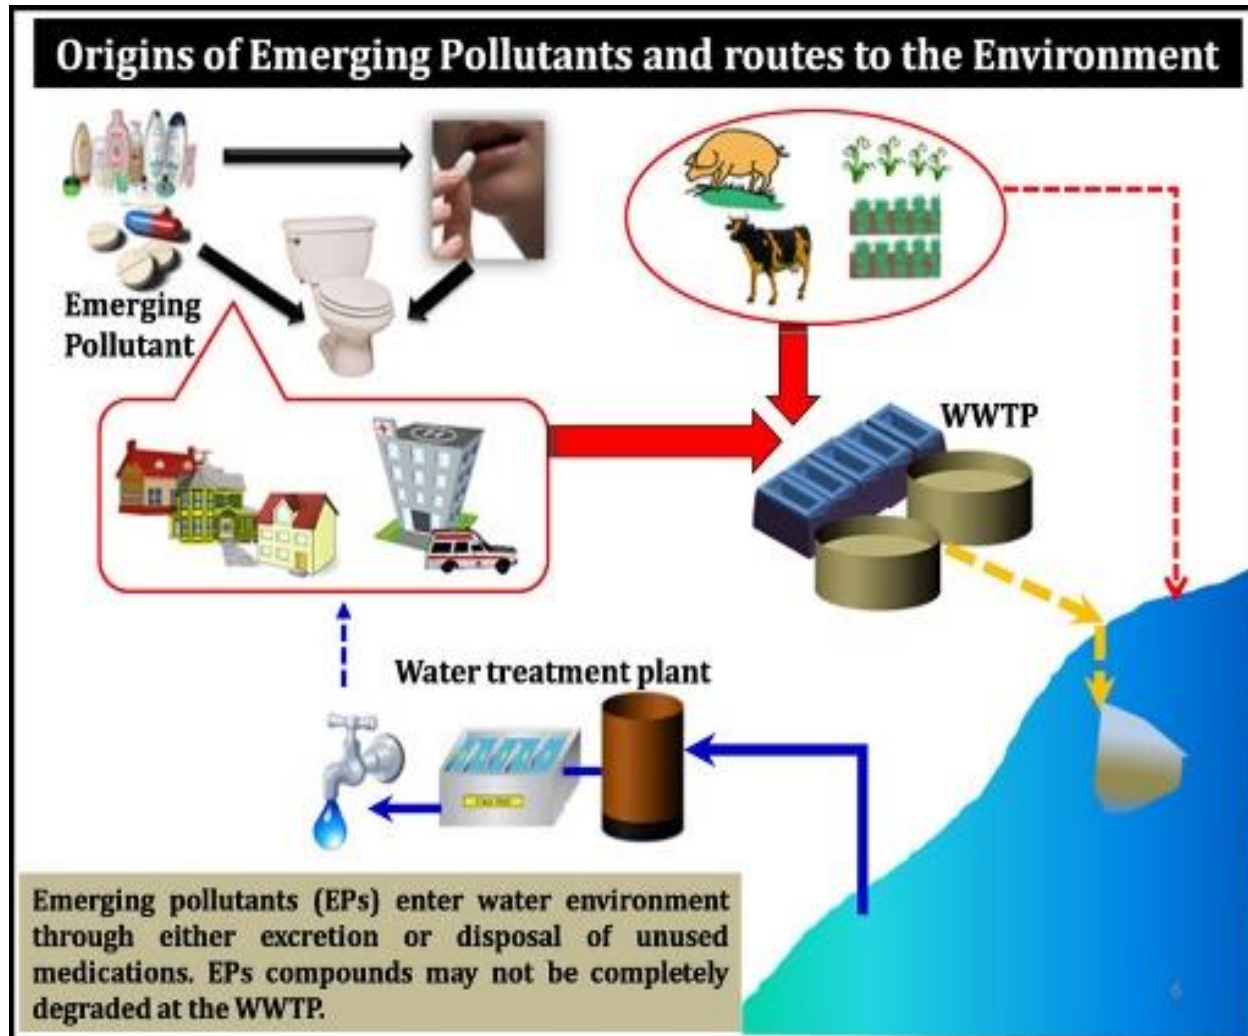 Origins of Emerging Pollutants and routes to the Environment
Emerging
Pollutant
WWTP
Water treatment plant
Emerging pollutants (EPs) enter water environment
through either excretion or disposal of unused
medications. EPs compounds may not be completely
degraded at the WWTP.
6